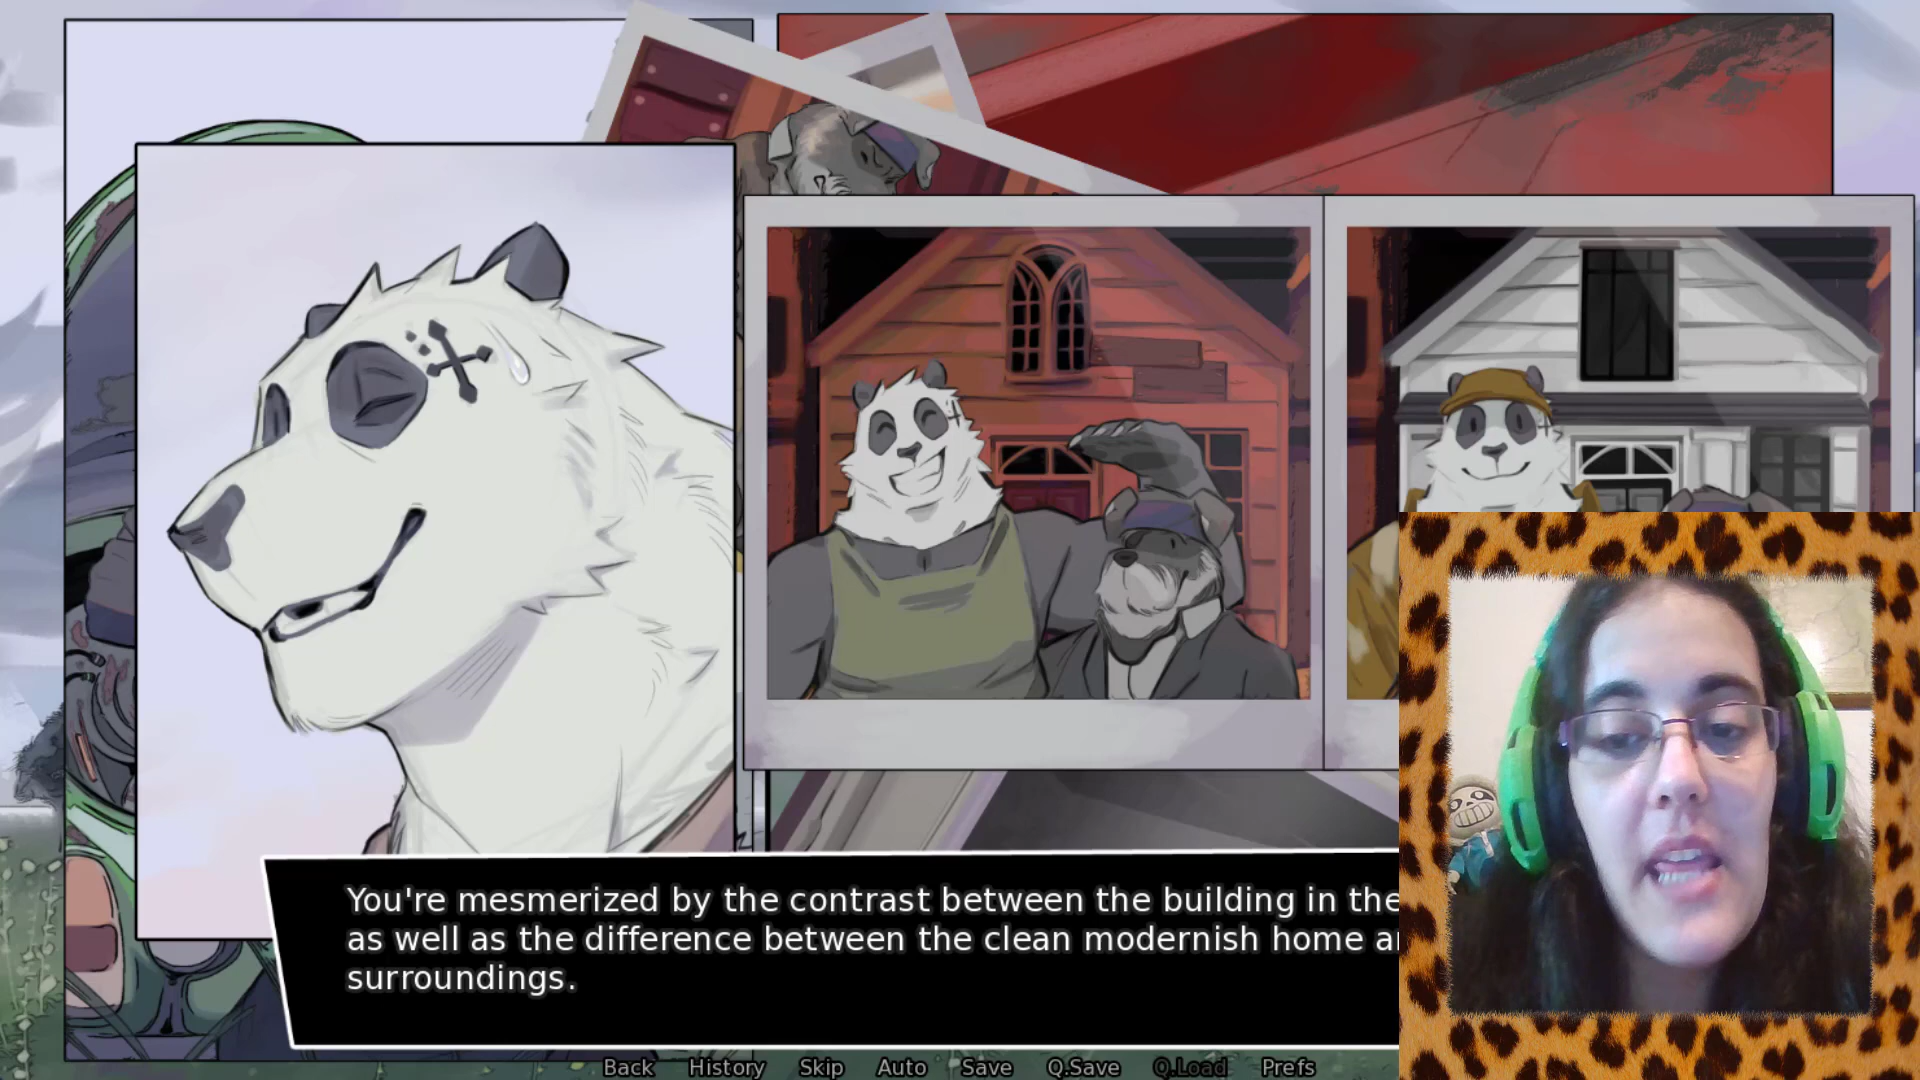 You're mesmerized by the contrast between the building in the
as well as the difference between the clean modernish home
surroundings.
Back History Skip Auto Save Q.Save Q.Load Prefs